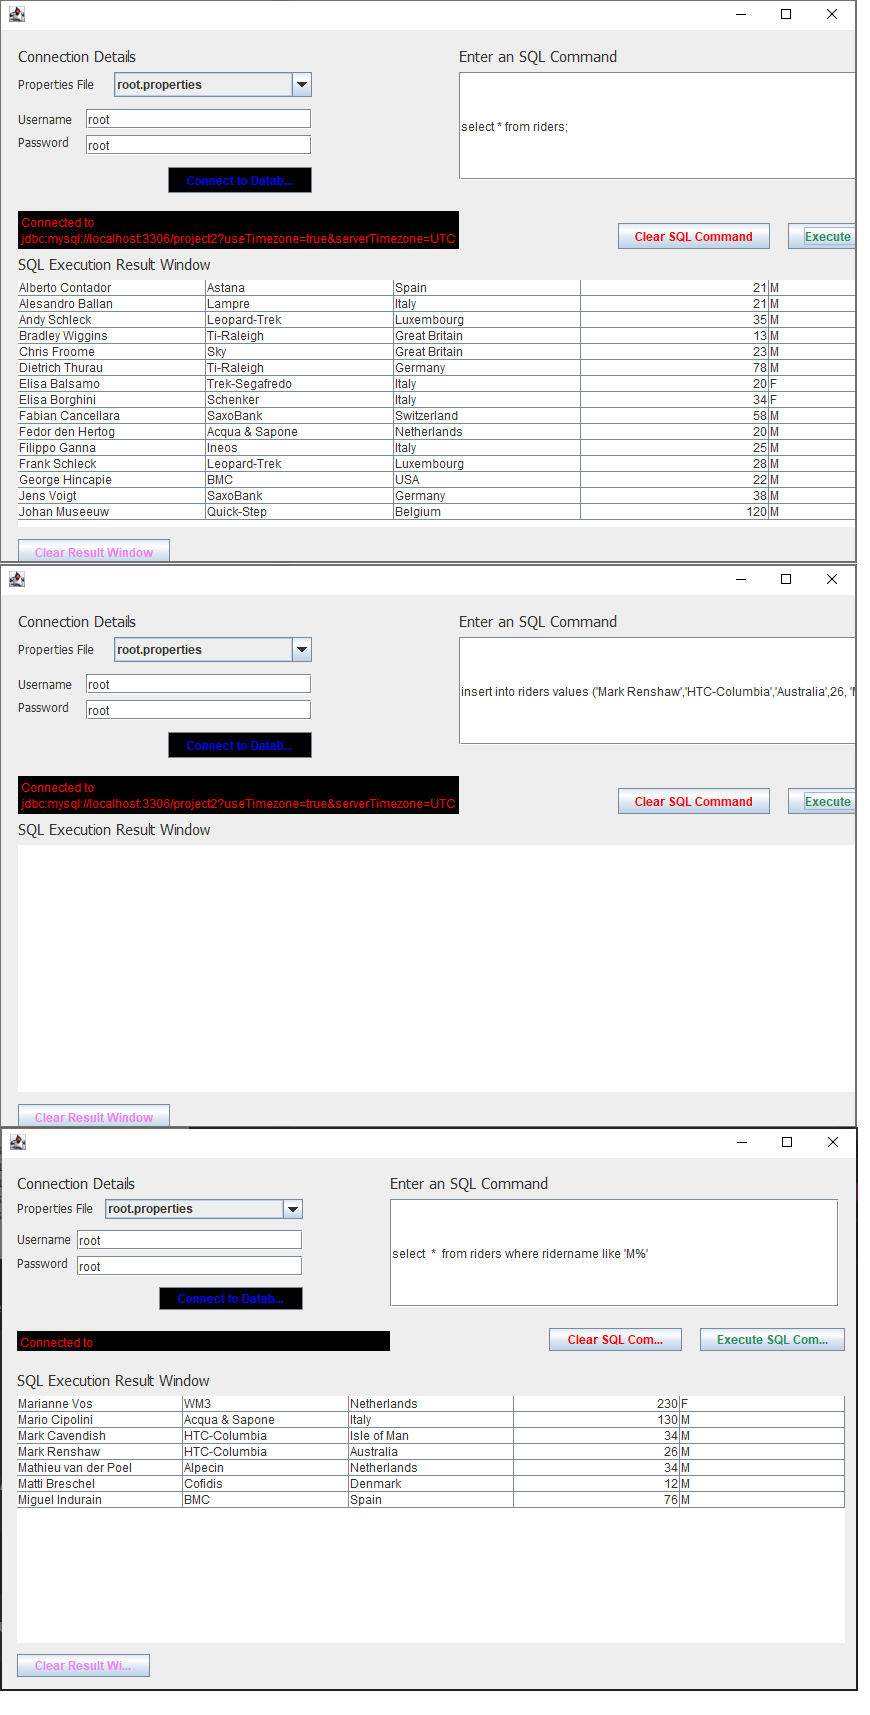 Connection Details
Enter an SQL Command
Properties File root.properties
select * from riders;
Username root
Password root
Connect to Datab...
Connected to
jdbc:mysql://localhost:3306/project2?useTimezone=true&serverTimezone=UTC
Clear SQL Command Execute
SQL Execution Result Window
Alberto Contador Astana Spain 21 M
Alesandro Ballan Lampre Italy 21 M
Andy Schleck Leopard-Trek Luxembourg 35 M
Bradley Wiggins Ti-Raleigh Great Britain 13 M
Chris Froome Sky Great Britain 23 M
Dietrich Thurau Ti-Raleigh Germany 78 M
Elisa Balsamo Trek-Segafredo Italy 20 F
Elisa Borghini Schenker Italy 34 F
Fabian Cancellara SaxoBank Switzerland 58 M
Fedor den Hertog Acqua & Sapone Netherlands 20 M
Filippo Ganna Ineos Italy 25 M
Frank Schleck Leopard-Trek Luxembourg 28 M
George Hincapie BMC USA 22 M
Jens Voigt SaxoBank Germany 38 M
Johan Museeuw Quick-Step Belgium 120 M
Clear Result Window
Connection Details
Enter an SQL Command
Properties File root.properties
Username root
insert into riders values ('Mark Renshaw','HTC-Columbia','Australia',26, 'M
Password root
Connect to Datab...
Connected to
jdbc:mysql://localhost:3306/project2?useTimezone=true&serverTimezone=UTC
Clear SQL Command Execute
SQL Execution Result Window
Clear Result Window
Connection Details
Enter an SQL Command
Properties File root.properties
Username root
select * from riders where ridername like 'M%'
Password root
Connect to Datab...
Connected to
Clear SQL Com... Execute SQL Com...
SQL Execution Result Window
Marianne Vos WM3 Netherlands 230 F
Mario Cipolini Acqua & Sapone Italy 130 M
Mark Cavendish HTC-Columbia Isle of Man 34 M
Mark Renshaw HTC-Columbia Australia 26 M
Mathieu van der Poel Alpecin Netherlands 34 M
Matti Breschel Cofidis Denmark 12 M
Miguel Indurain BMC Spain 76 M
Clear Result Wi...